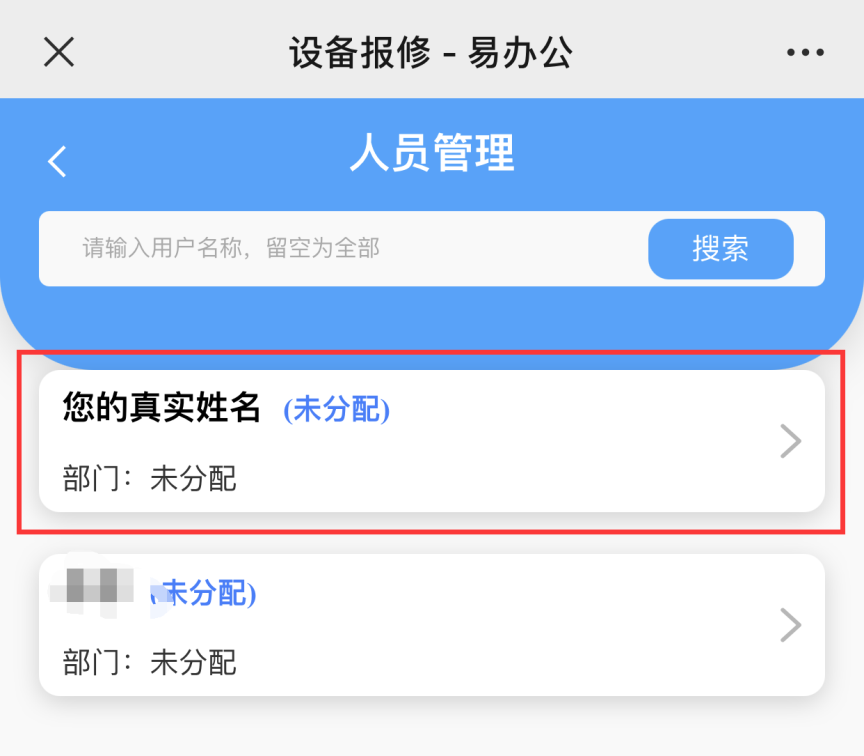 设备报修 - 易办公
人员管理
请输入用户名称，留空为全部
搜索
您的真实姓名 (未分配)
部门：未分配
(未分配)
部门：未分配